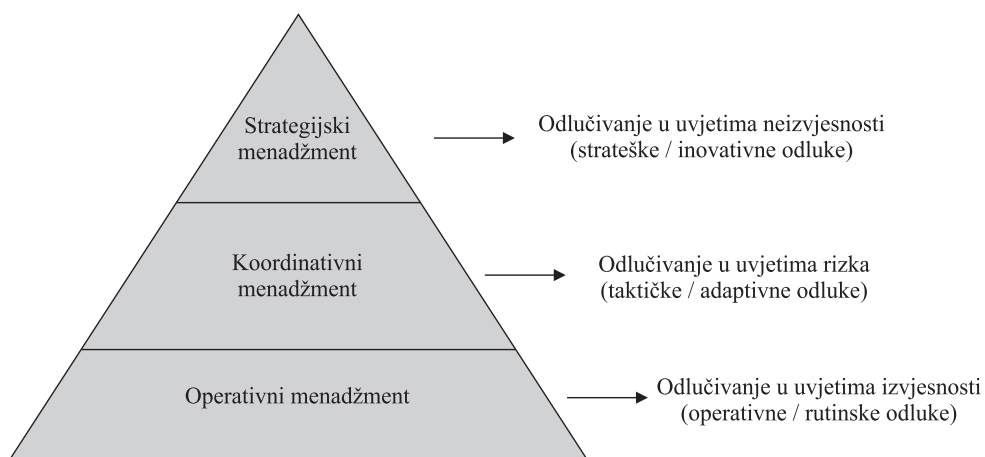 Strategijski
menadžment
Odlučivanje u uvjetima neizvjesnosti
(strateške / inovativne odluke)
Koordinativni
menadžment
Odlučivanje u uvjetima rizka
(taktičke / adaptivne odluke)
Operativni menadžment
Odlučivanje u uvjetima izvjesnosti
(operativne / rutinske odluke)